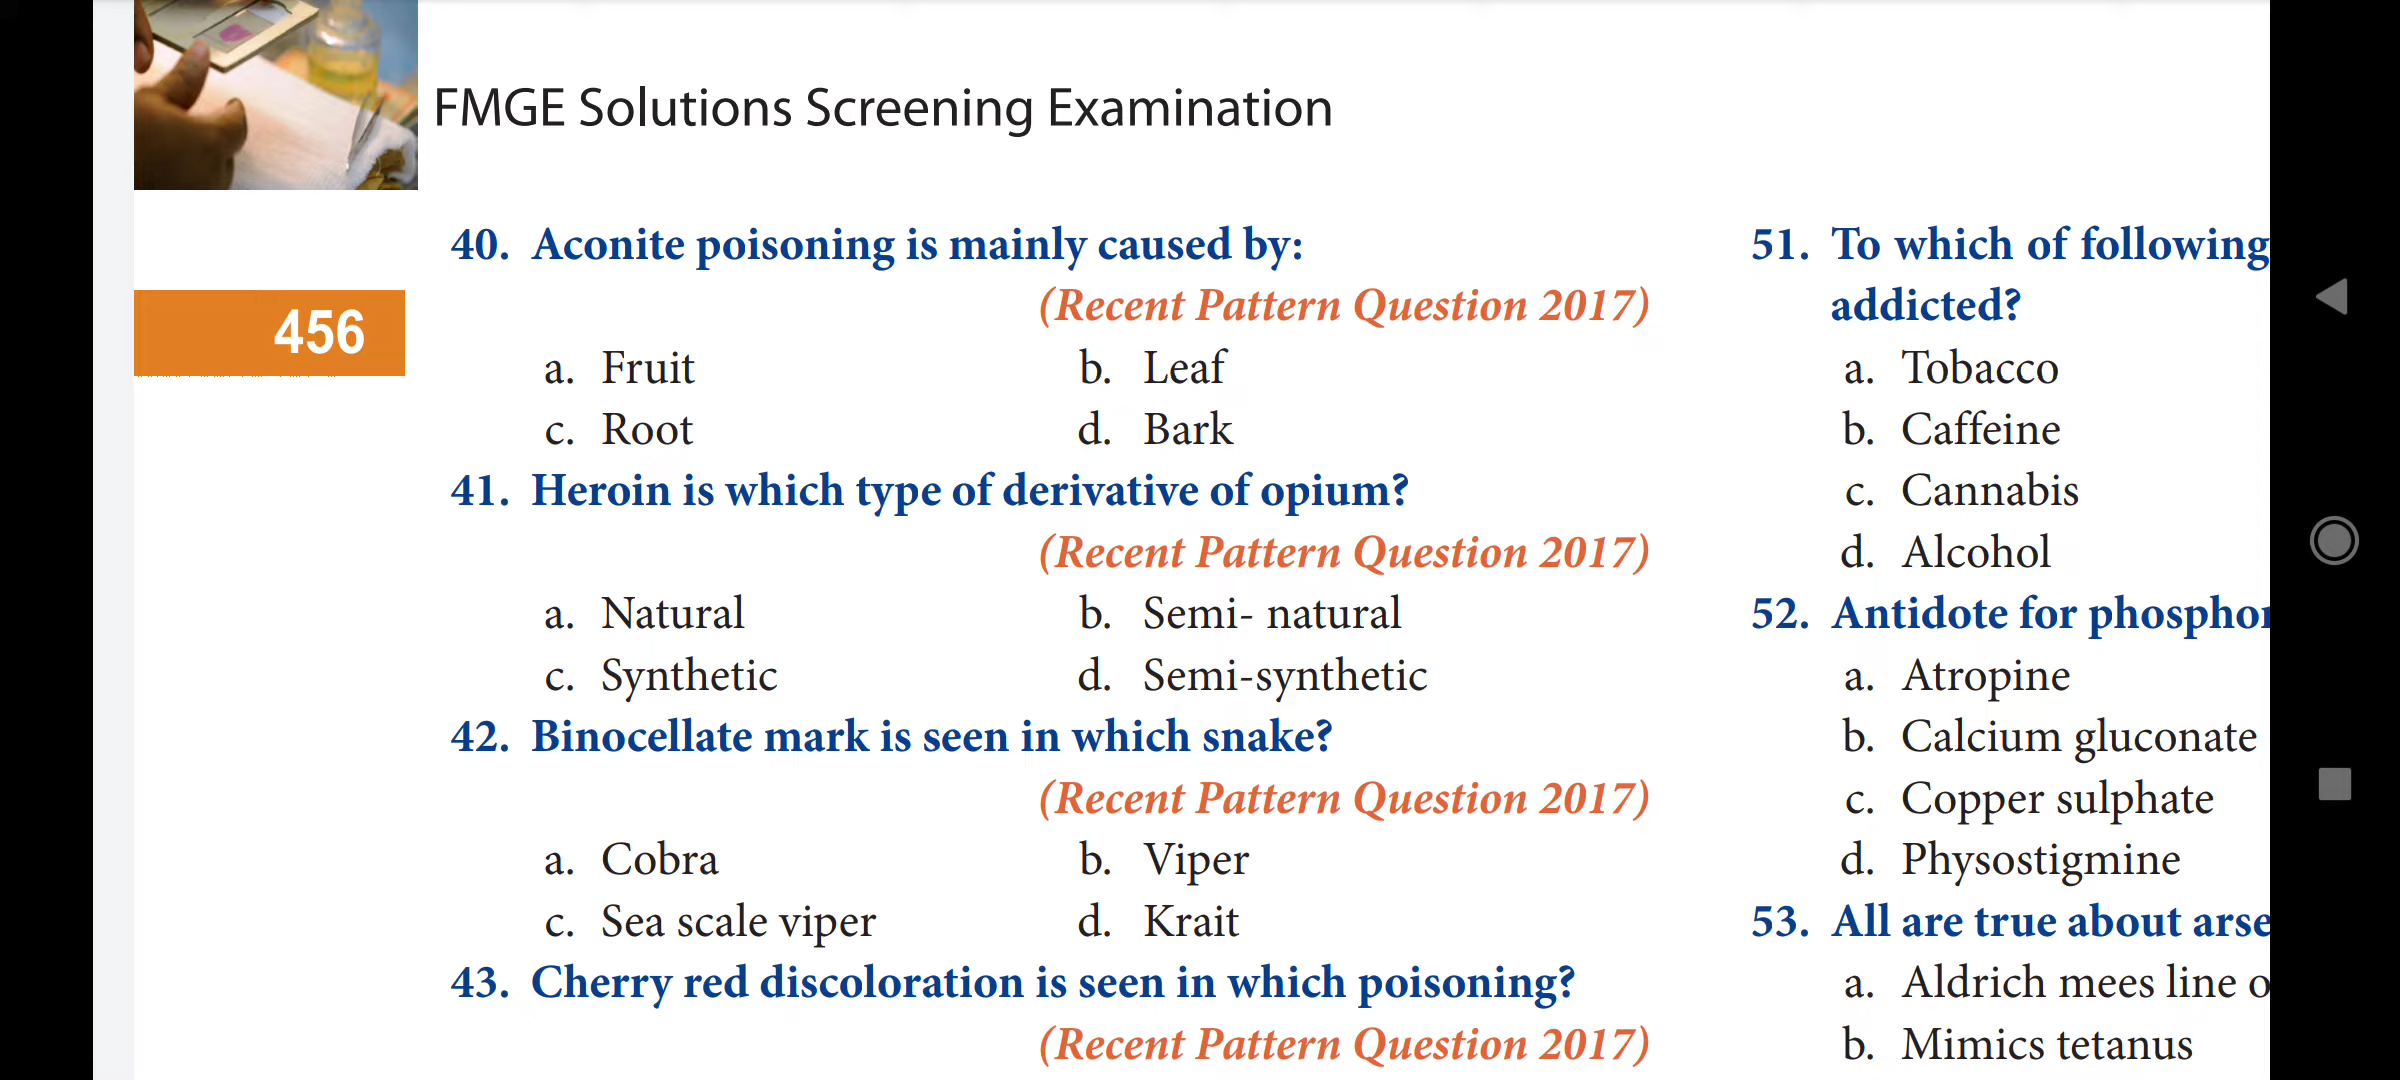 FMGE Solutions Screening Examination
456
40. Aconite poisoning is mainly caused by:
(Recent Pattern Question 2017)
a. Fruit b. Leaf
c. Root d. Bark
41. Heroin is which type of derivative of opium?
(Recent Pattern Question 2017)
a. Natural b. Semi- natural
c. Synthetic d. Semi-synthetic
42. Binocellate mark is seen in which snake?
(Recent Pattern Question 2017)
a. Cobra b. Viper
c. Sea scale viper d. Krait
43. Cherry red discoloration is seen in which poisoning?
(Recent Pattern Question 2017)
51. To which of following
addicted?
a. Tobacco
b. Caffeine
c. Cannabis
d. Alcohol
52. Antidote for
a. Atropine
b. Calcium gluconate
c. Copper sulphate
d. Physostigmine
53. All are true about
a. Aldrich mees line
b. Mimics tetanus